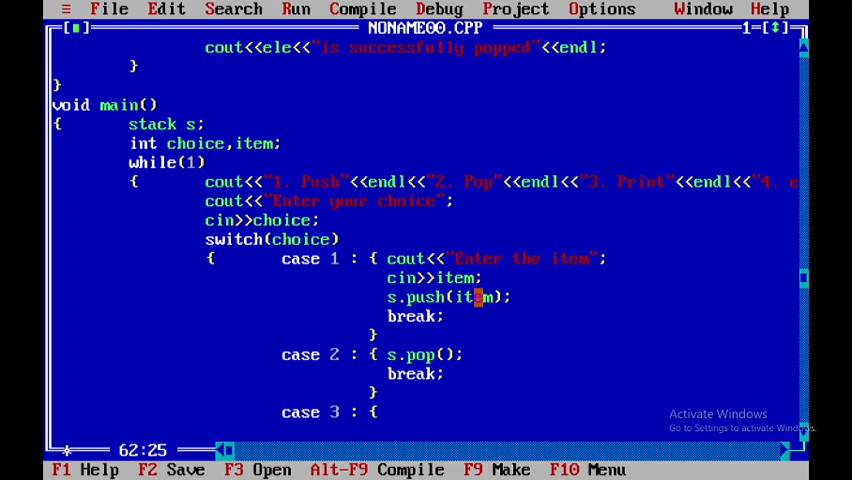 ≡ File Edit Search Run Compile Debug Project Options Window Help
[■] NONAME00.CPP 1=[↕]
cout<<ele<<"is successfully popped"<<endl;
}
}
void main()
{ stack s;
int choice,item;
while(1)
{ cout<<"1. Push"<<endl<<"2. Pop"<<endl<<"3. Print"<<endl<<"4. e
cout<<"Enter your choice";
cin>>choice;
switch(choice)
{ case 1 : { cout<<"Enter the item";
cin>>item;
s.push(item);
break;
}
case 2 : { s.pop();
break;
}
case 3 : {
Activate Windows
Go to Settings to activate Windows.
62:25
F1 Help F2 Save F3 Open Alt-F9 Compile F9 Make F10 Menu